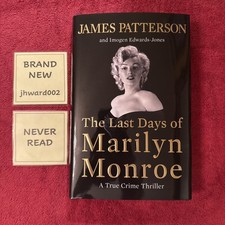 BRAND
NEW
jhward002
NEVER
READ
JAMES PATTERSON
and Imogen Edwards-Jones
The Last Days of
Marilyn
Monroe
A True Crime Thriller